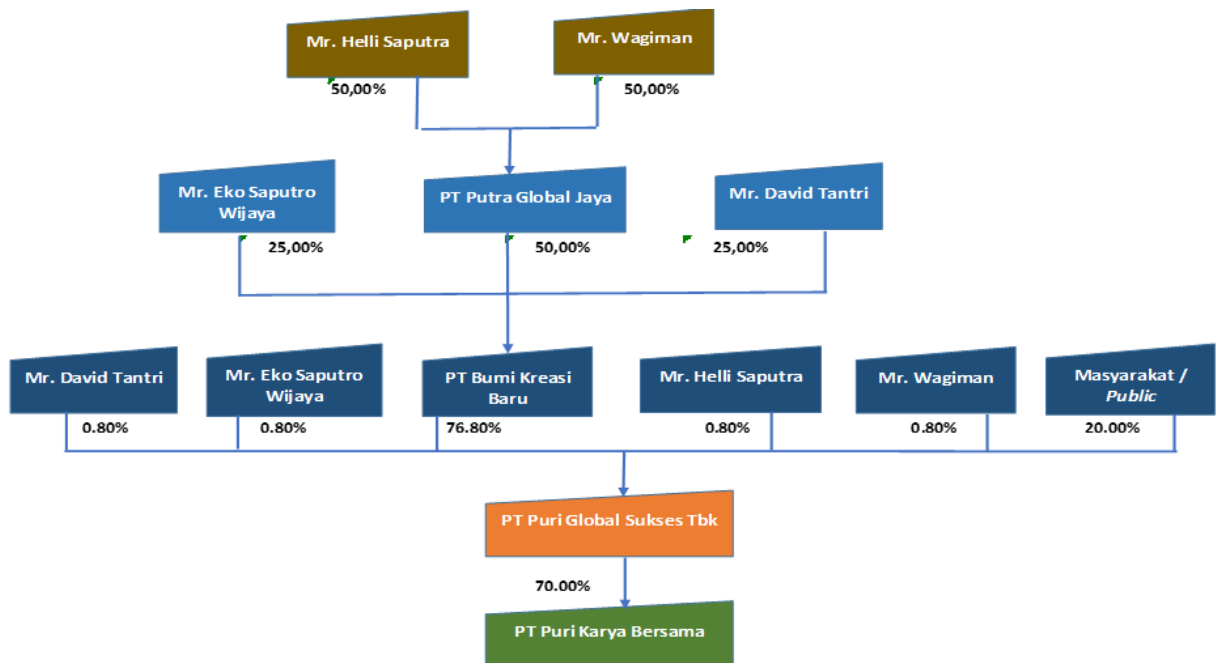 Mr. Helli Saputra
Mr. Wagiman
50,00%
50,00%
Mr. Eko Saputro
Wijaya
PT Putra Global Jaya
Mr. David Tantri
25,00%
50,00%
25,00%
Mr. David Tantri
Mr. Eko Saputro
Wijaya
PT Bumi Kreasi
Baru
Mr. Helli Saputra
Mr. Wagiman
Masyarakat /
Public
0.80%
0.80%
76.80%
0.80%
0.80%
20.00%
PT Puri Global Sukses Tbk
70.00%
PT Puri Karya Bersama